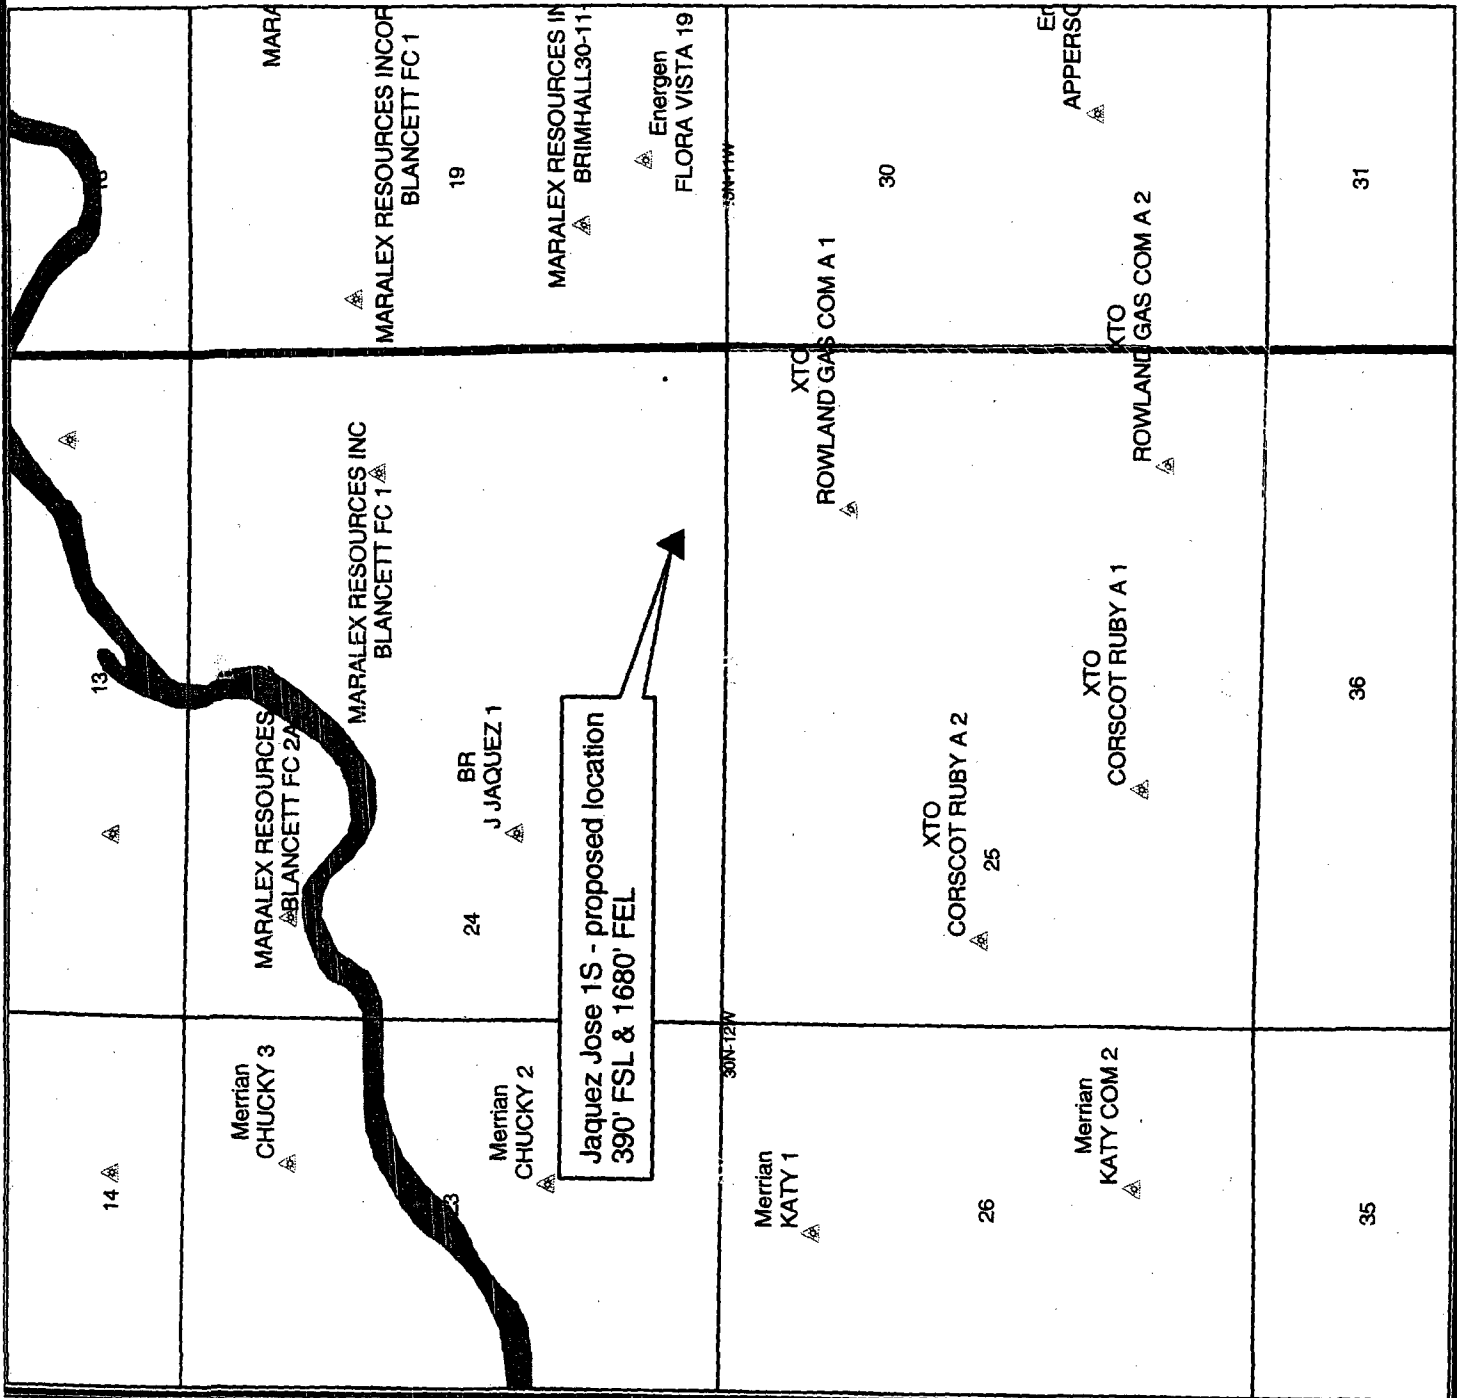 14
Merrian
CHUCKY 3
23
Merrian
CHUCKY 2
Merrian
KATY 1
26
Merrian
KATY COM 2
35
30N-12W
13
MARALEX RESOURCES
BLANCETT FC 2A
MARALEX RESOURCES INC
BLANCETT FC 1
BR
J JAQUEZ 1
24
Jaquez Jose 1S - proposed location
390' FSL & 1680' FEL
XTO
CORSCOT RUBY A 2
25
XTO
CORSCOT RUBY A 1
36
XTO
ROWLAND GAS COM A 1
XTO
ROWLAND GAS COM A 2
MARA
MARALEX RESOURCES INCOR
BLANCETT FC 1
19
MARALEX RESOURCES IN
BRIMHALL30-11-
Energen
FLORA VISTA 19
30
En
APPERSO
31